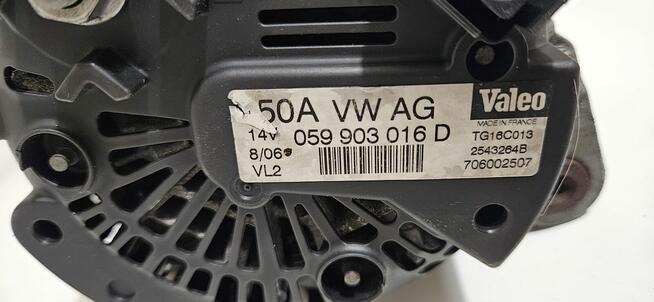 50A VW AG
Valeo
MADE IN FRANCE
14V 059 903 016 D
TG16C013
8/06
2543264B
VL2
706002507